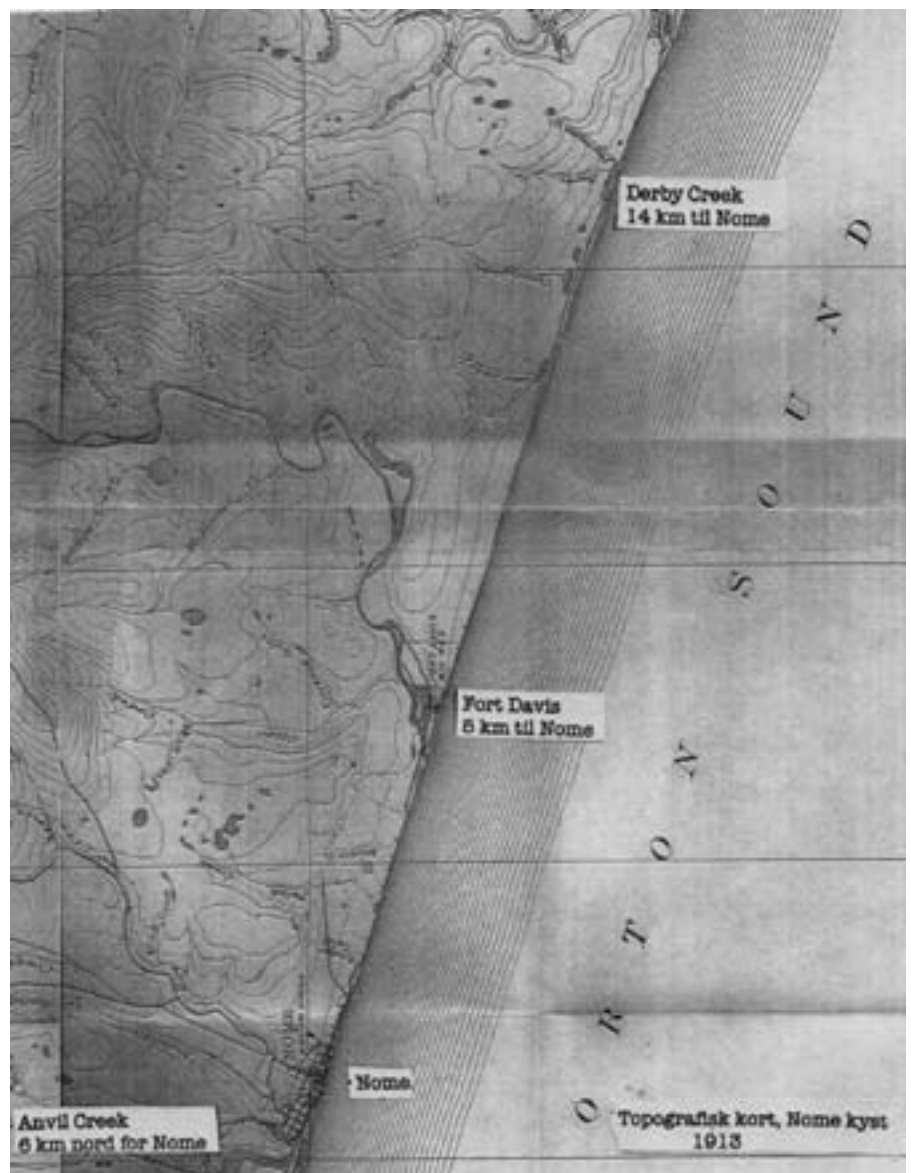 Derby Creek
14 km til Nome
SOUND
Fort Davis
5 km til Nome
ORTON
Nome
Anvil Creek
6 km nord for Nome
Topografisk kort, Nome kyst
1913